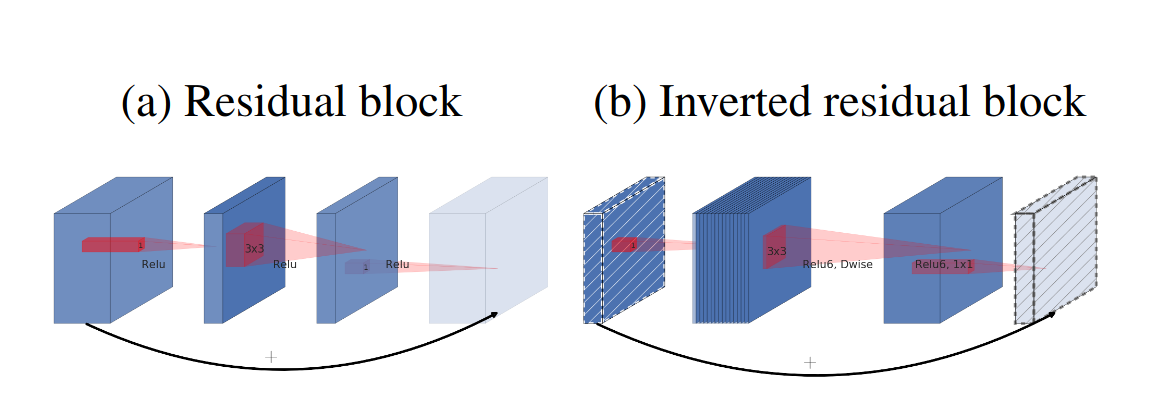 (a) Residual block
(b) Inverted residual block
1
Relu
3x3
Relu
1
Relu
+
1
3x3
Relu6, Dwise
Relu6, 1x1
+